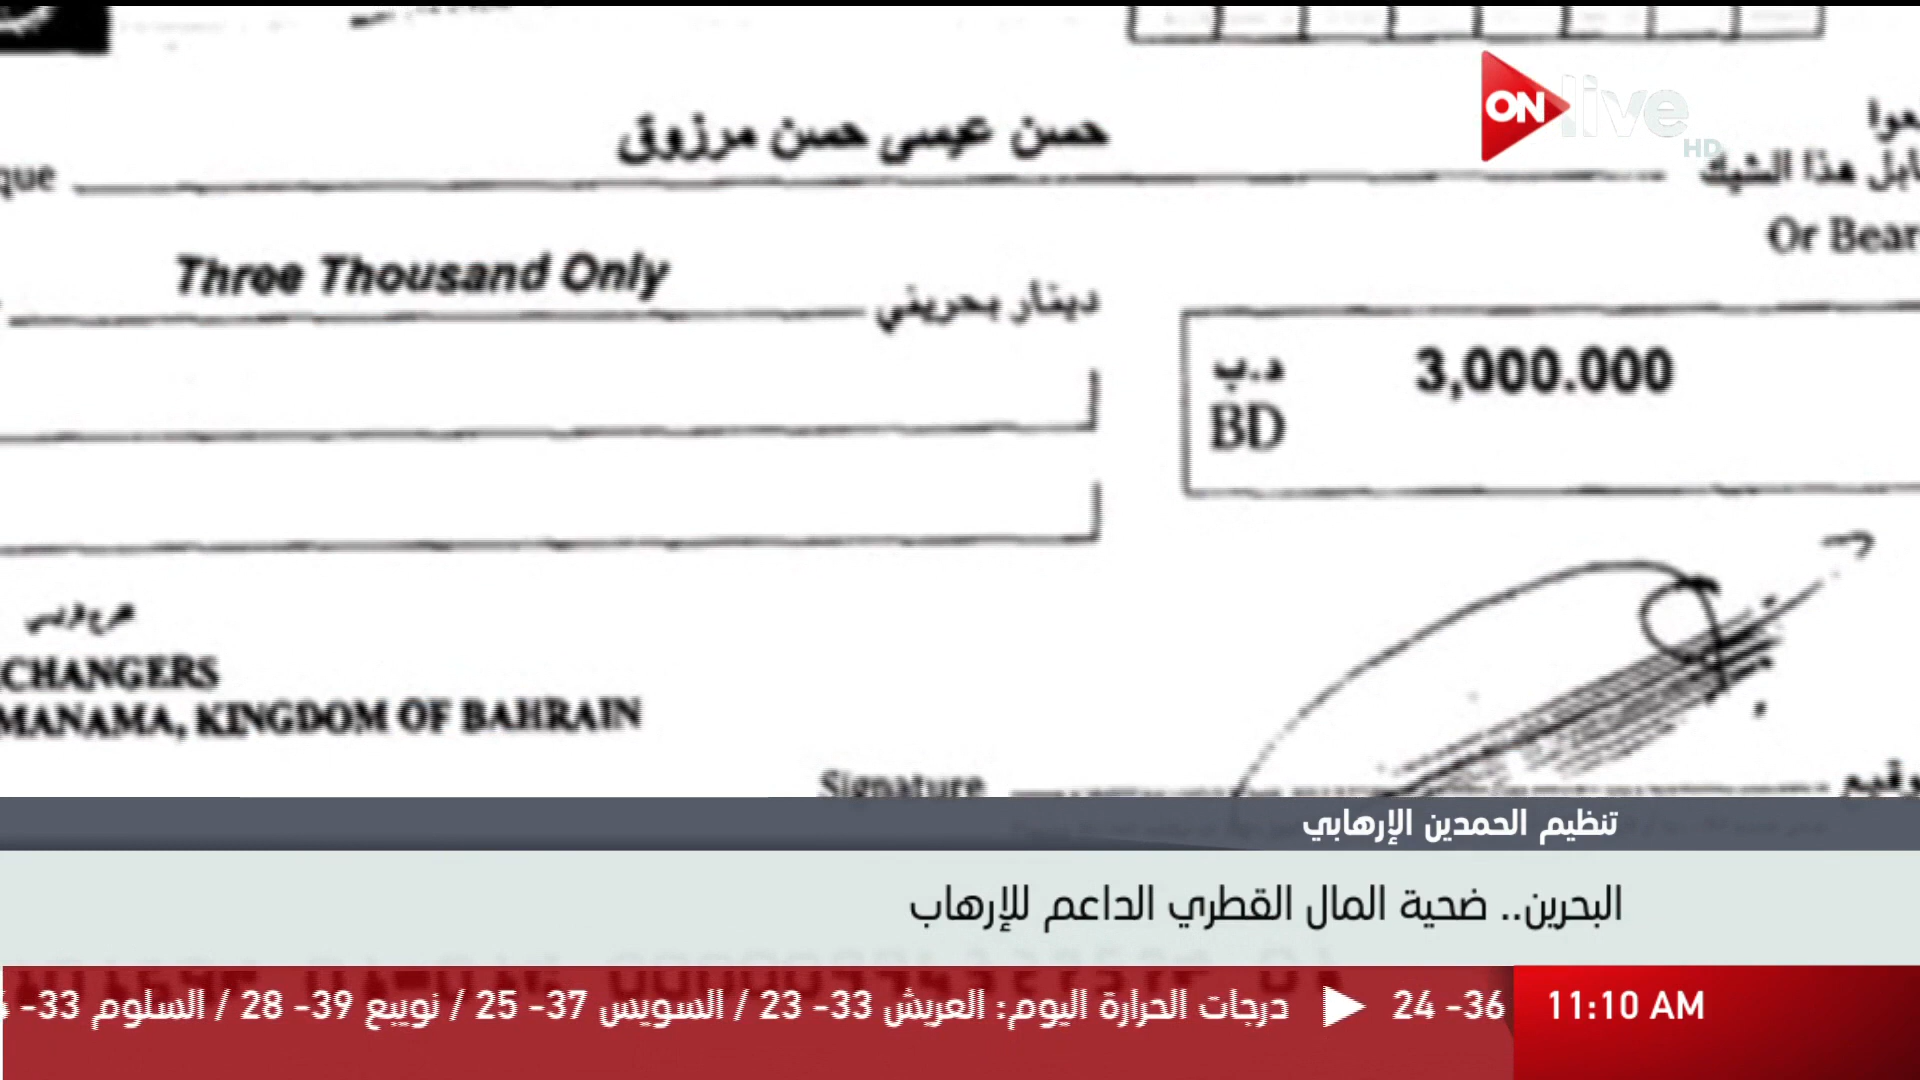 ON live HD
حسن عيسى حسن مرزوق
que
هذا الشيك
Or Bear
Three Thousand Only
دينار بحريني
د.ب 3,000.000
BD
CHANGERS
MANAMA, KINGDOM OF BAHRAIN
Signature
تنظيم الحمدين الإرهابي
البحرين.. ضحية المال القطري الداعم للإرهاب
11:10 AM
36- 24 ◀ درجات الحرارة اليوم: العريش 33- 23 / السويس 37- 25 / نويبع 39- 28 / السلوم 33-